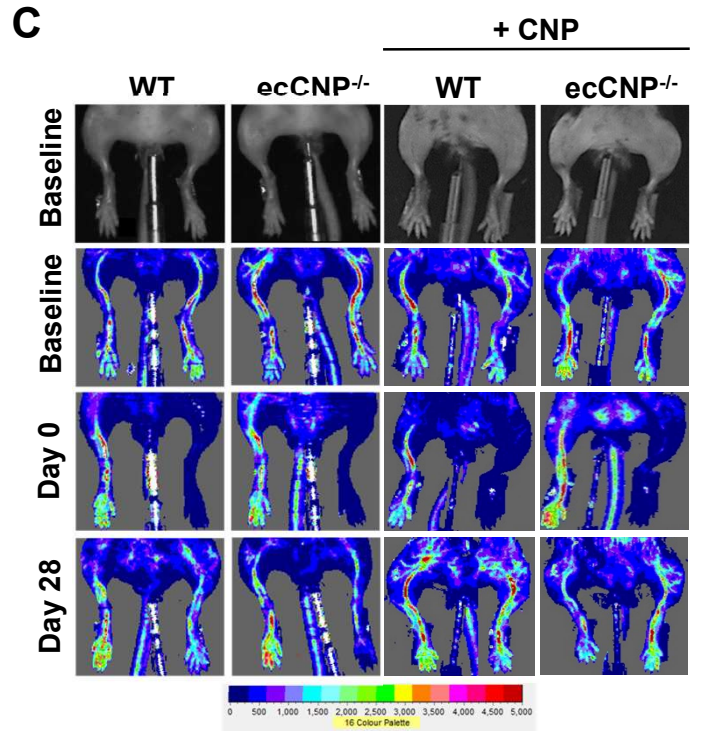 C
+ CNP
WT ecCNP-/- WT ecCNP-/-
Baseline
Baseline
Day 0
Day 28
0 500 1,000 1,500 2,000 2,500 3,000 3,500 4,000 4,500 5,000
16 Colour Palette